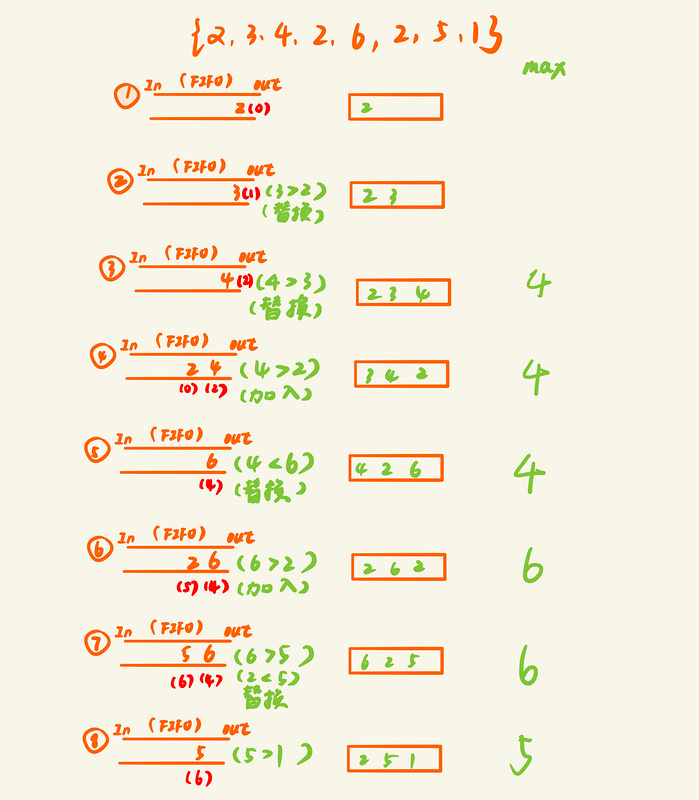 {2,3,4,2,6,2,5,1}
max
① In (FIFO) out
2(0) 2
② In (FIFO) out
3(1) (3>2) 2 3
(替换)
③ In (FIFO) out
4(2) (4>3) 2 3 4 4
(替换)
④ In (FIFO) out
2 4 (4>2) 3 4 2 4
(0) (2) (加入)
⑤ In (FIFO) out
6 (4<6) 4 2 6 4
(4) (替换)
⑥ In (FIFO) out
2 6 (6>2) 2 6 2 6
(5) (4) (加入)
⑦ In (FIFO) out
5 6 (6>5) 6 2 5 6
(6) (4) (2<5)
替换
⑧ In (FIFO) out
5 (5>1) 2 5 1 5
(6)